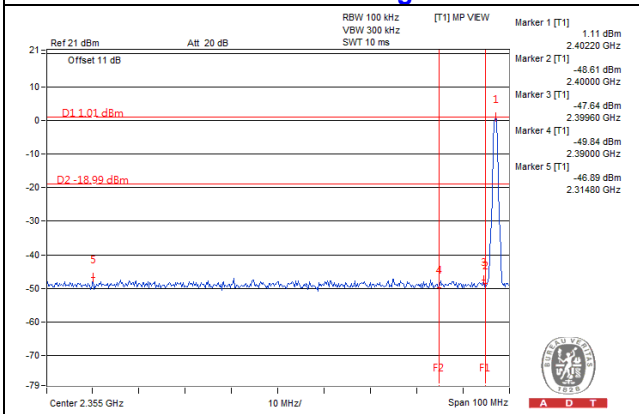 RBW 100 kHz
VBW 300 kHz
SWT 10 ms
[T1] MP VIEW
Ref 21 dBm
Att 20 dB
Offset 11 dB
Marker 1 [T1]
1.11 dBm
2.40220 GHz
Marker 2 [T1]
-48.61 dBm
2.40000 GHz
Marker 3 [T1]
-47.64 dBm
2.39960 GHz
Marker 4 [T1]
-49.84 dBm
2.39000 GHz
Marker 5 [T1]
-46.89 dBm
2.31480 GHz
21
10
0
-10
-20
-30
-40
-50
-60
-70
-79
D1 1.01 dBm
D2 -18.99 dBm
1
5
4
3
2
F2
F1
Center 2.355 GHz
10 MHz/
Span 100 MHz
BUREAU VERITAS
1828
A D T